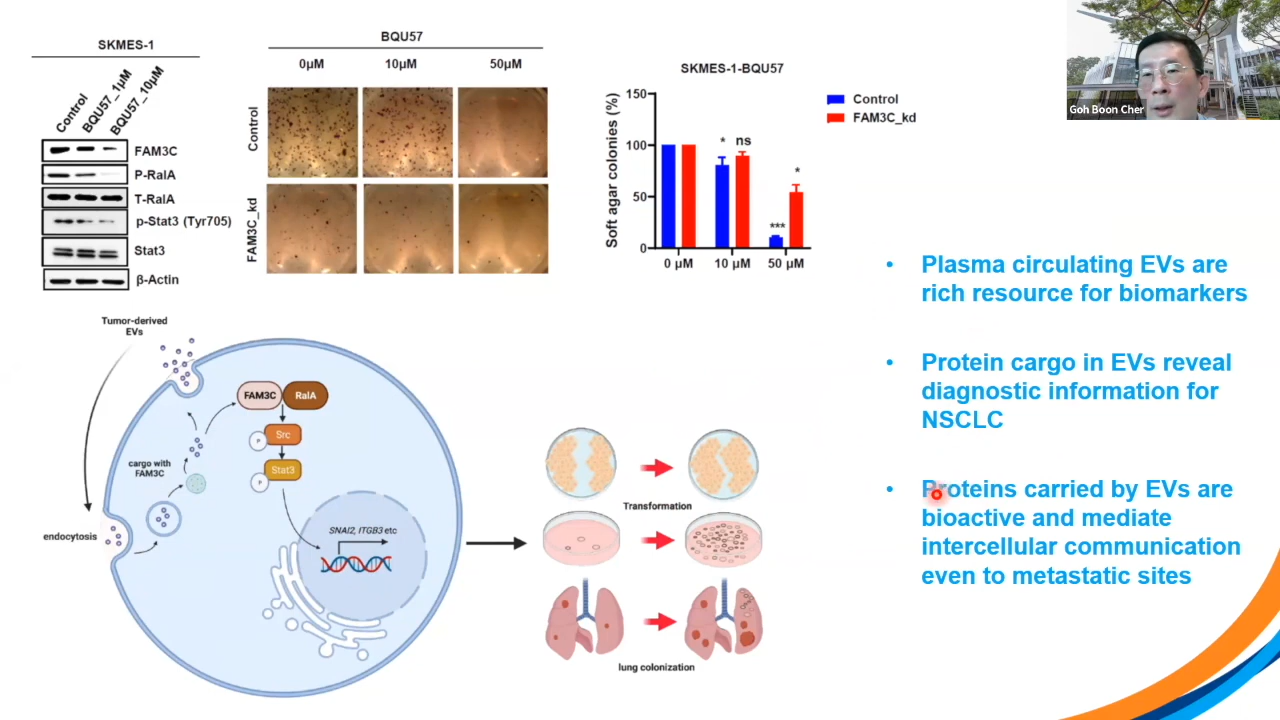 SKMES-1
Control
BQU57_1µM
BQU57_10µM
FAM3C
P-RalA
T-RalA
p-Stat3 (Tyr705)
Stat3
β-Actin
BQU57
0µM
10µM
50µM
Control
FAM3C_kd
SKMES-1-BQU57
Soft agar colonies (%)
150
100
50
0
* ns
***
*
0 µM
10 µM
50 µM
Control
FAM3C_kd
Goh Boon Cher
• Plasma circulating EVs are
rich resource for biomarkers
• Protein cargo in EVs reveal
diagnostic information for
NSCLC
• Proteins carried by EVs are
bioactive and mediate
intercellular communication
even to metastatic sites
Tumor-derived
EVs
FAM3C
RalA
P
Src
P
Stat3
cargo with
FAM3C
endocytosis
SNAI2, ITGB3 etc
Transformation
lung colonization